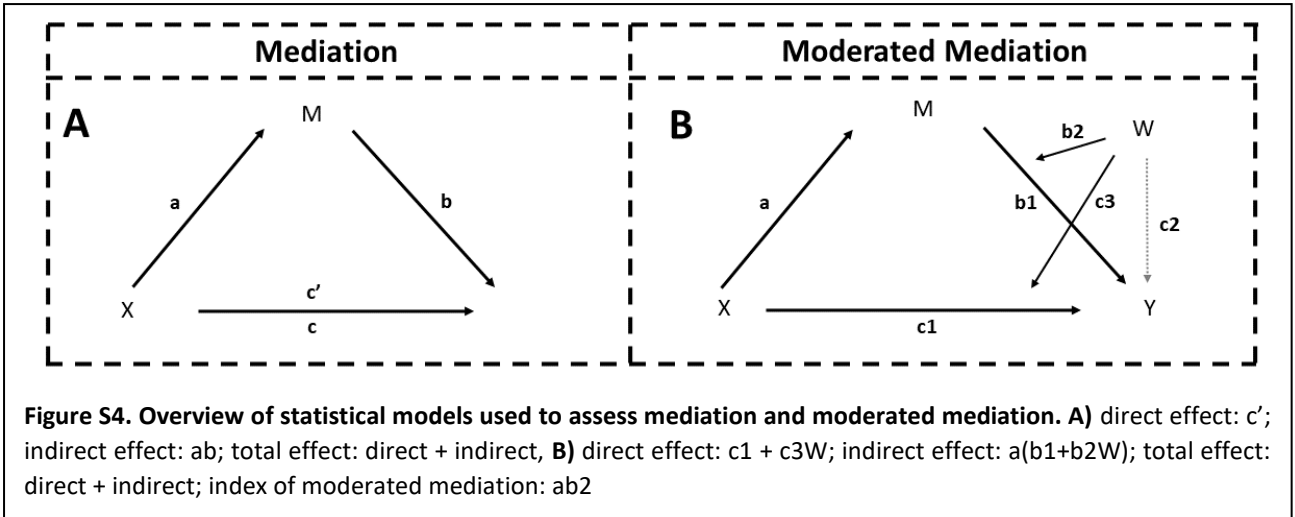 Mediation
Moderated Mediation
A
M
a
b
X
c’
c
B
M
b2
W
a
b1
c3
c2
X
c1
Y
Figure S4. Overview of statistical models used to assess mediation and moderated mediation. A) direct effect: c’;
indirect effect: ab; total effect: direct + indirect, B) direct effect: c1 + c3W; indirect effect: a(b1+b2W); total effect:
direct + indirect; index of moderated mediation: ab2